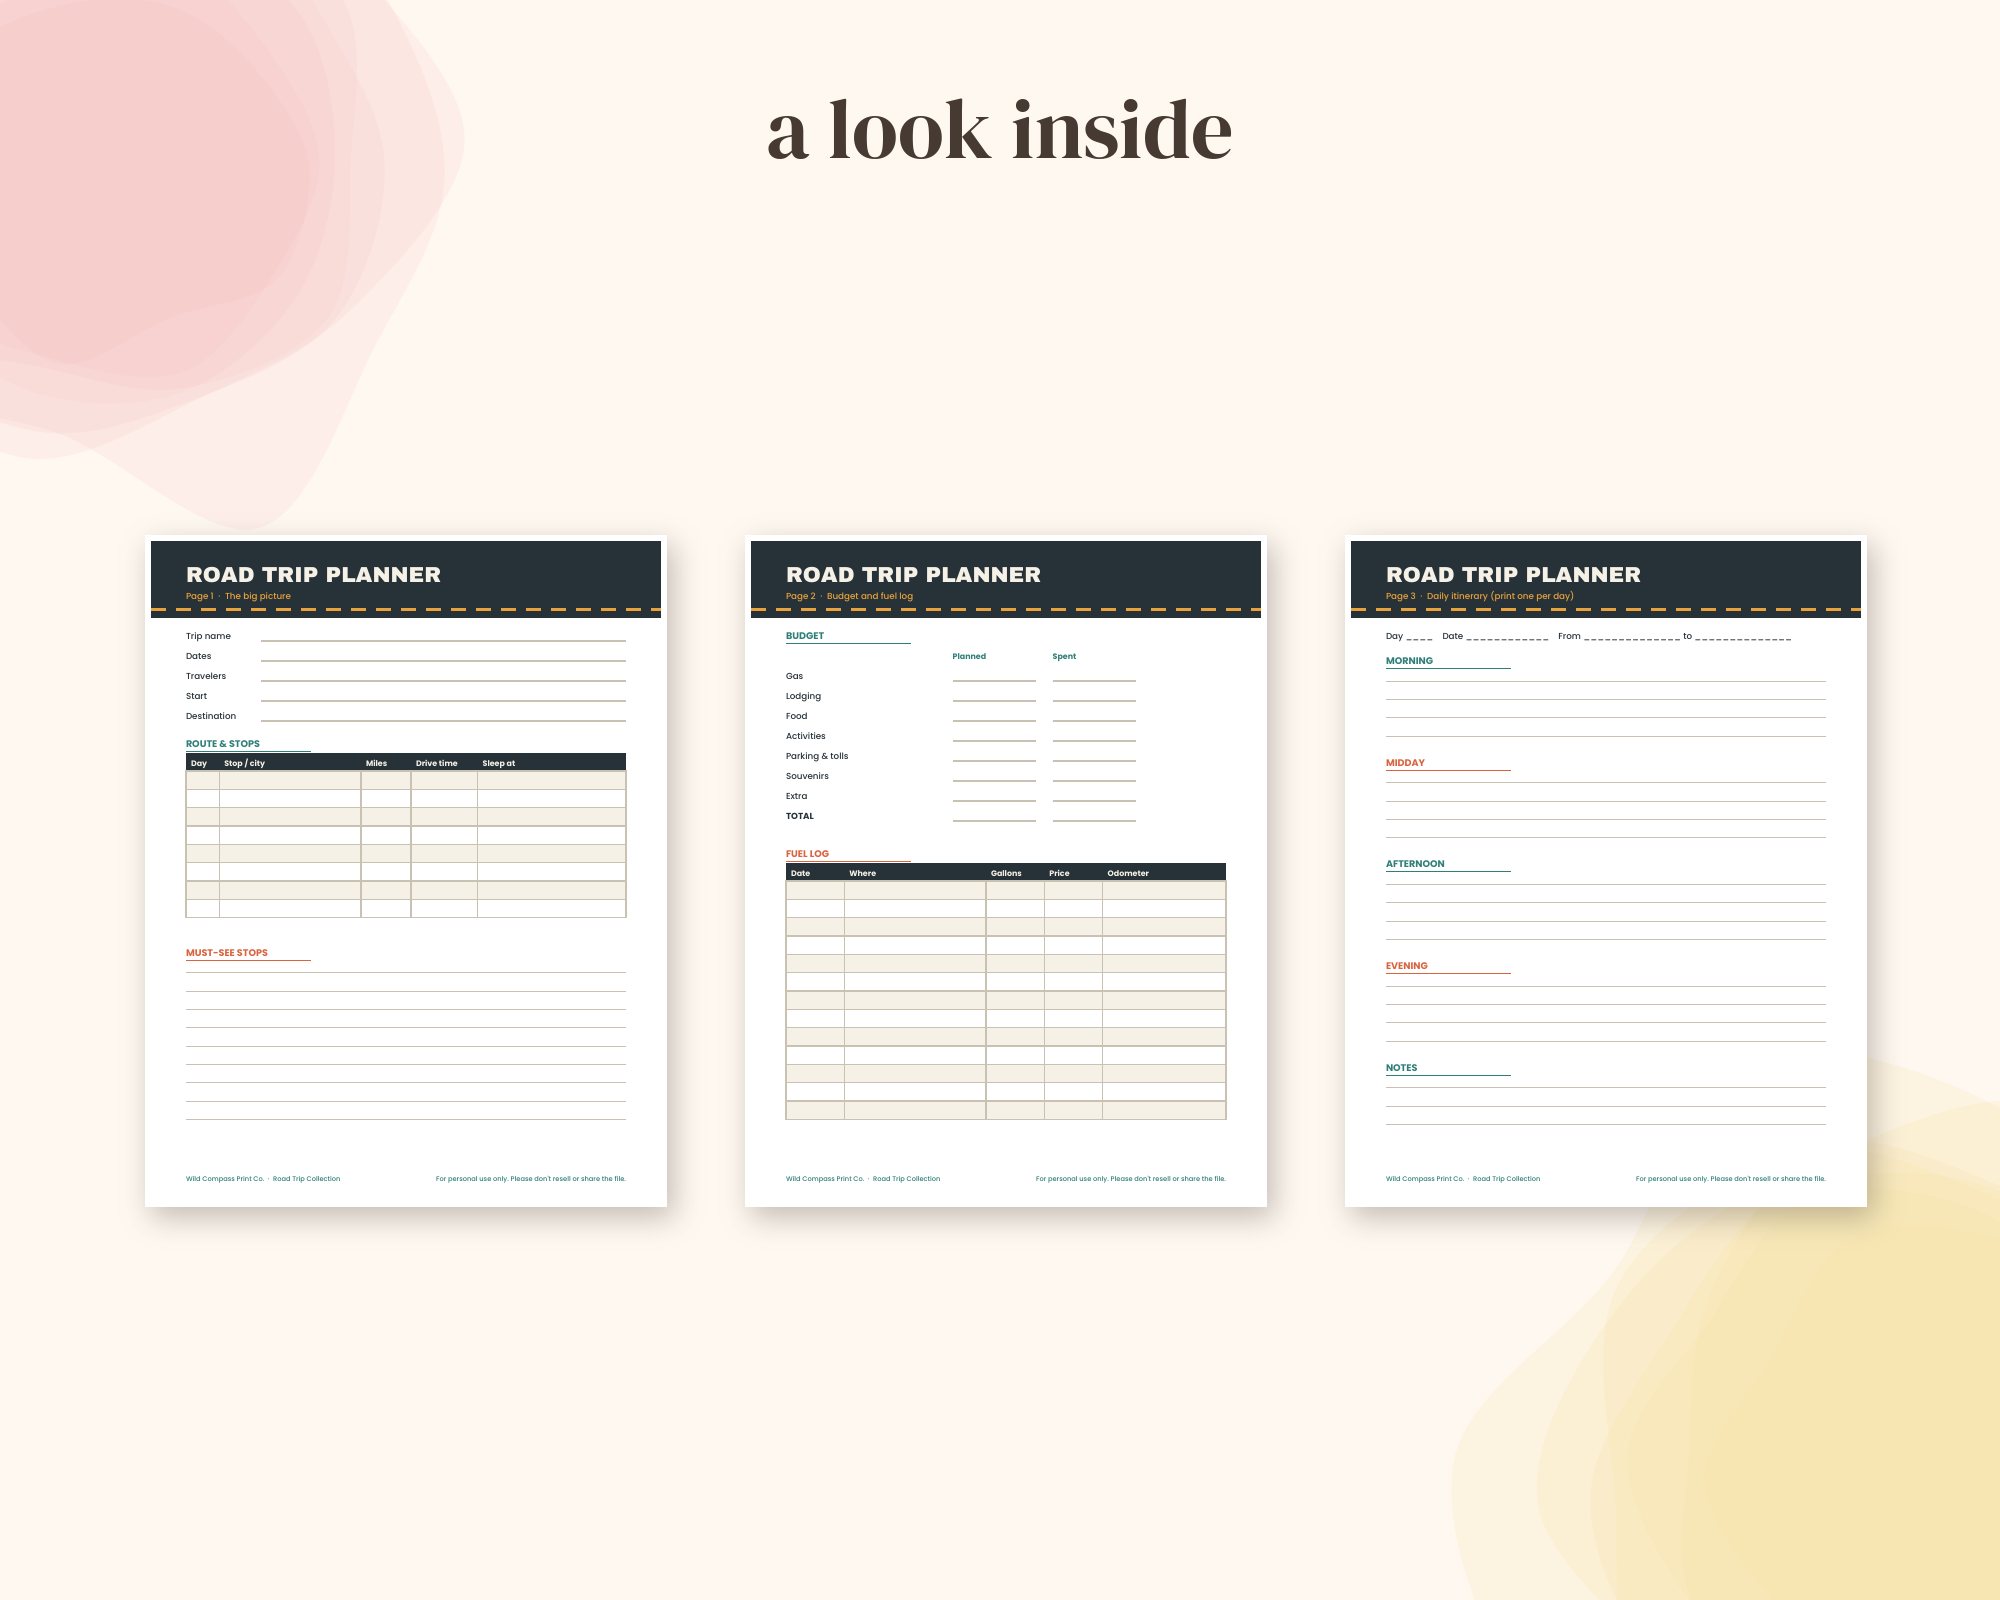 a look inside
ROAD TRIP PLANNER
Page 1 · The big picture
Trip name
Dates
Travelers
Start
Destination
ROUTE & STOPS
Day Stop / city Miles Drive time Sleep at
MUST-SEE STOPS
Wild Compass Print Co. · Road Trip Collection For personal use only. Please don't resell or share the file.
ROAD TRIP PLANNER
Page 2 · Budget and fuel log
BUDGET
Planned Spent
Gas
Lodging
Food
Activities
Parking & tolls
Souvenirs
Extra
TOTAL
FUEL LOG
Date Where Gallons Price Odometer
Wild Compass Print Co. · Road Trip Collection For personal use only. Please don't resell or share the file.
ROAD TRIP PLANNER
Page 3 · Daily itinerary (print one per day)
Day ____ Date ____________ From ______________ to ______________
MORNING
MIDDAY
AFTERNOON
EVENING
NOTES
Wild Compass Print Co. · Road Trip Collection For personal use only. Please don't resell or share the file.